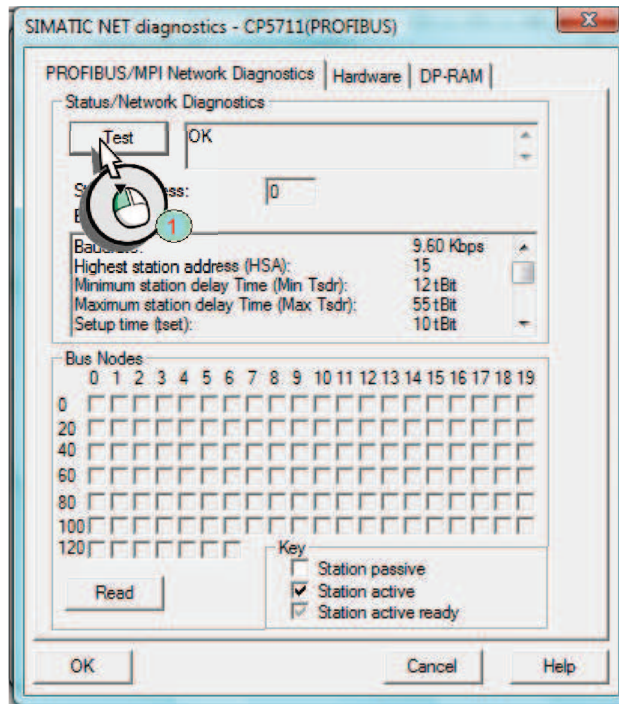 SIMATIC NET diagnostics - CP5711(PROFIBUS)
PROFIBUS/MPI Network Diagnostics Hardware DP-RAM
Status/Network Diagnostics
Test OK
ess: 0
1
9.60 Kbps
Highest station address (HSA): 15
Minimum station delay Time (Min Tsdr): 12 tBit
Maximum station delay Time (Max Tsdr): 55 tBit
Setup time (tset): 10 tBit
Bus Nodes
0 1 2 3 4 5 6 7 8 9 10 11 12 13 14 15 16 17 18 19
0
20
40
60
80
100
120
Key
Station passive
Read
Station active
Station active ready
OK Cancel Help